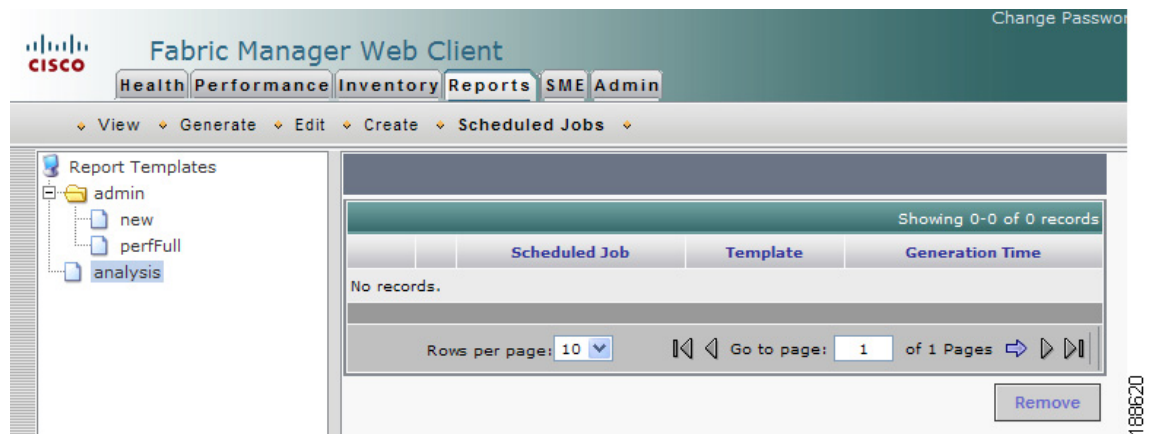 Change Passwor
CISCO
Fabric Manager Web Client
Health Performance Inventory Reports SME Admin
View Generate Edit Create Scheduled Jobs
Report Templates
admin
new
perfFull
analysis
Showing 0-0 of 0 records
Scheduled Job Template Generation Time
No records.
Rows per page: 10 Go to page: 1 of 1 Pages
Remove
188620